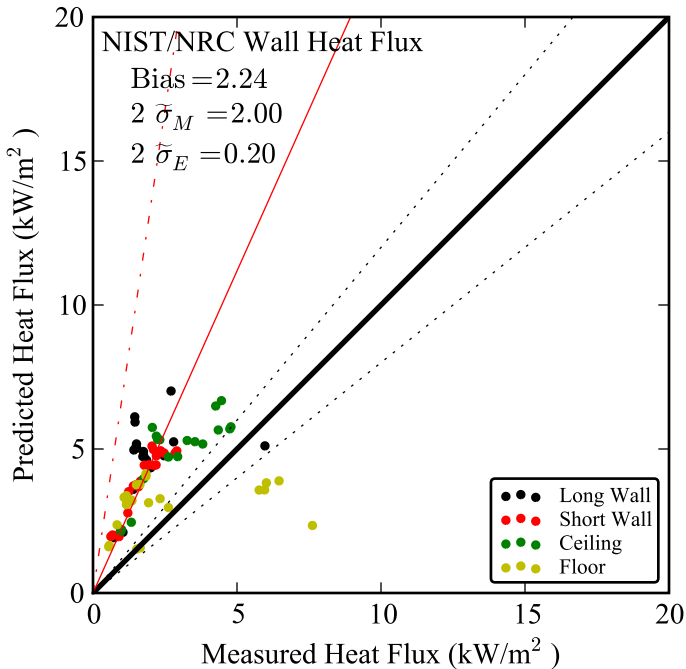 NIST/NRC Wall Heat Flux
Bias = 2.24
2 σ̃_M = 2.00
2 σ̃_E = 0.20
Predicted Heat Flux (kW/m²)
20
15
10
5
0
0 5 10 15 20
Measured Heat Flux (kW/m²)
Long Wall
Short Wall
Ceiling
Floor